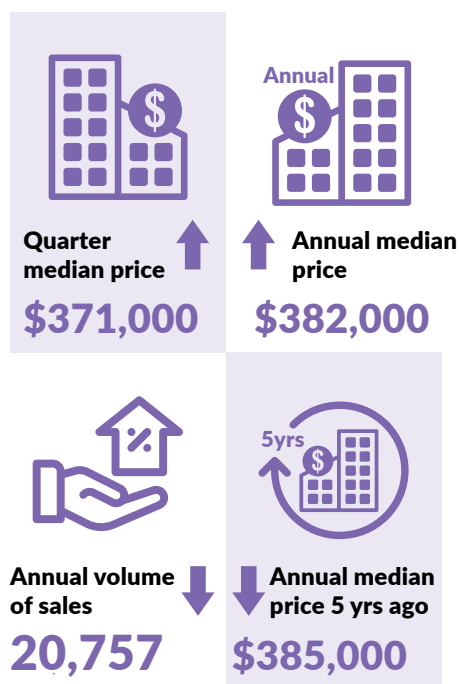 $
Quarter
median price
$371,000
Annual
$
Annual median
price
$382,000
%
Annual volume
of sales
20,757
5yrs
$
Annual median
price 5 yrs ago
$385,000